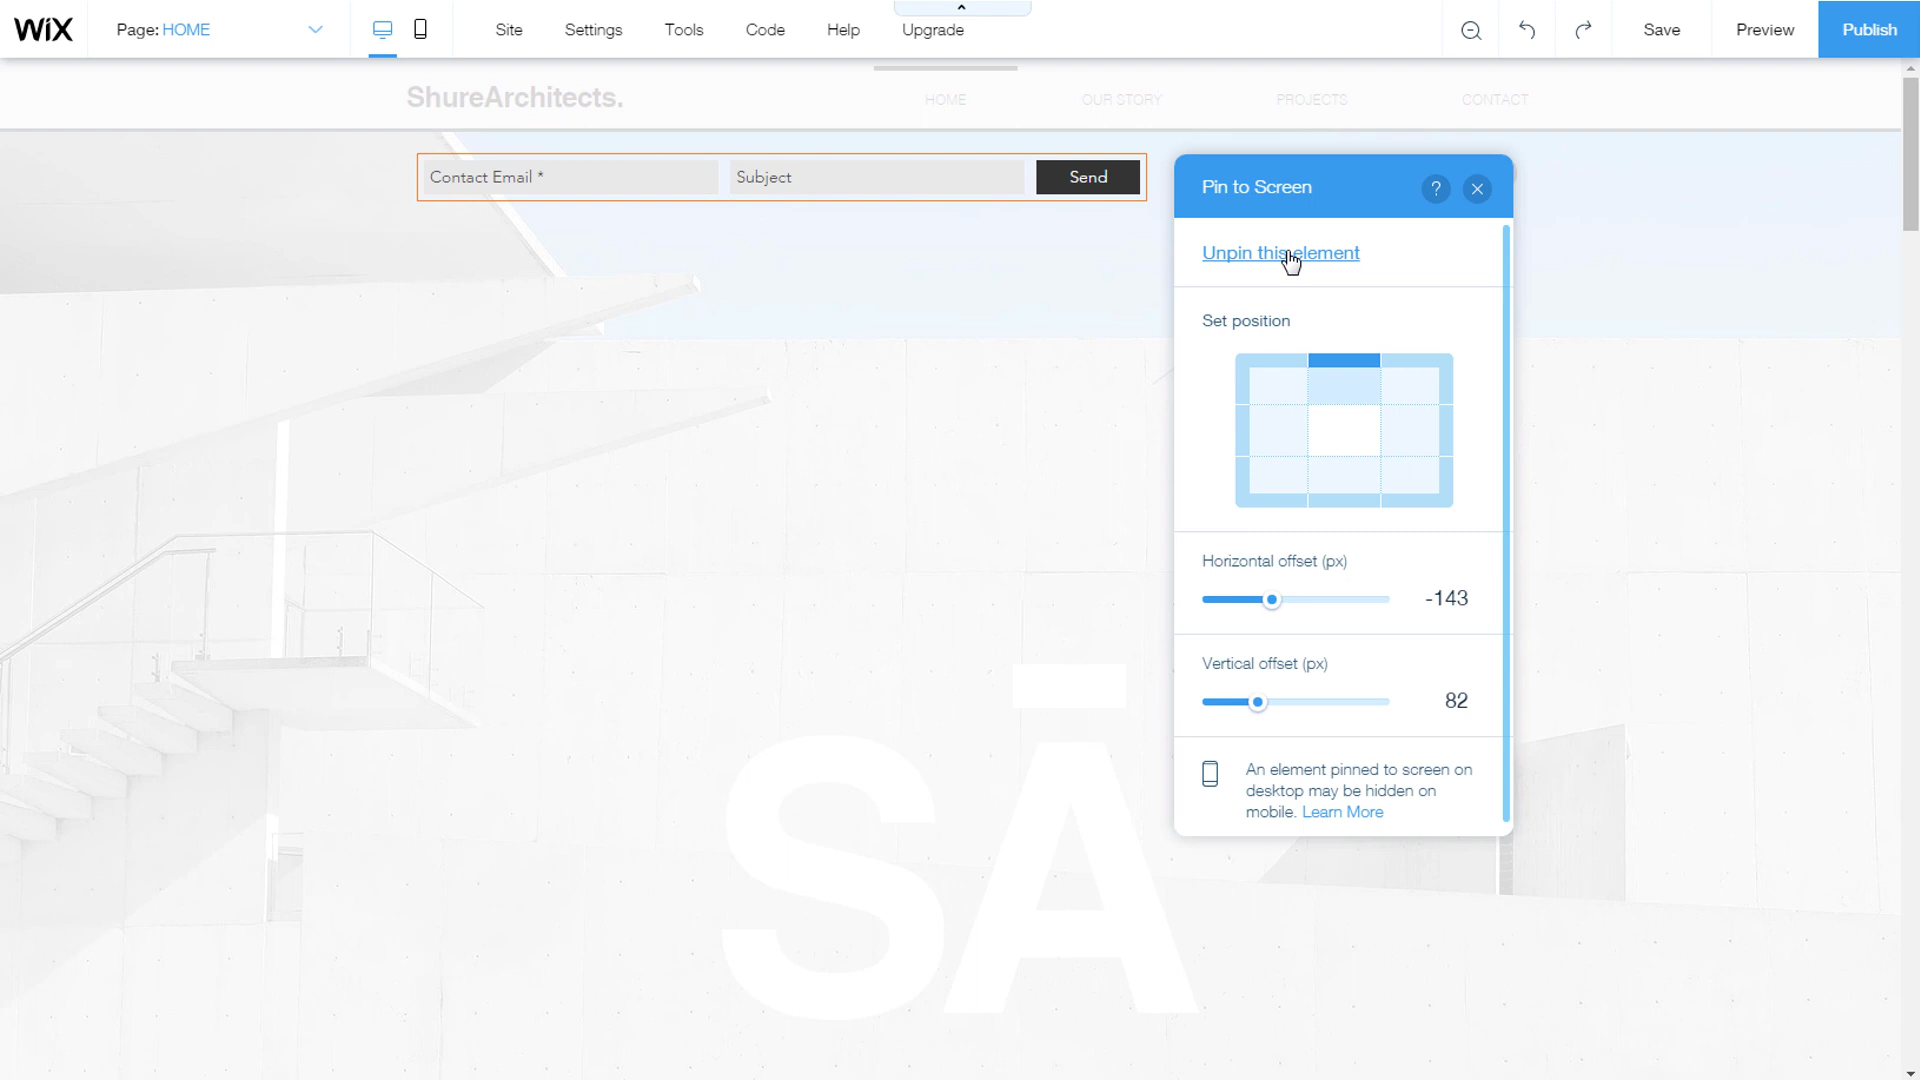 WiX
Page: HOME
Site
Settings
Tools
Code
Help
Upgrade
Save
Preview
Publish
ShureArchitects.
HOME
OUR STORY
PROJECTS
CONTACT
Contact Email *
Subject
Send
Pin to Screen
?
Unpin this element
Set position
Horizontal offset (px)
-143
Vertical offset (px)
82
An element pinned to screen on
desktop may be hidden on
mobile. Learn More
SĀ